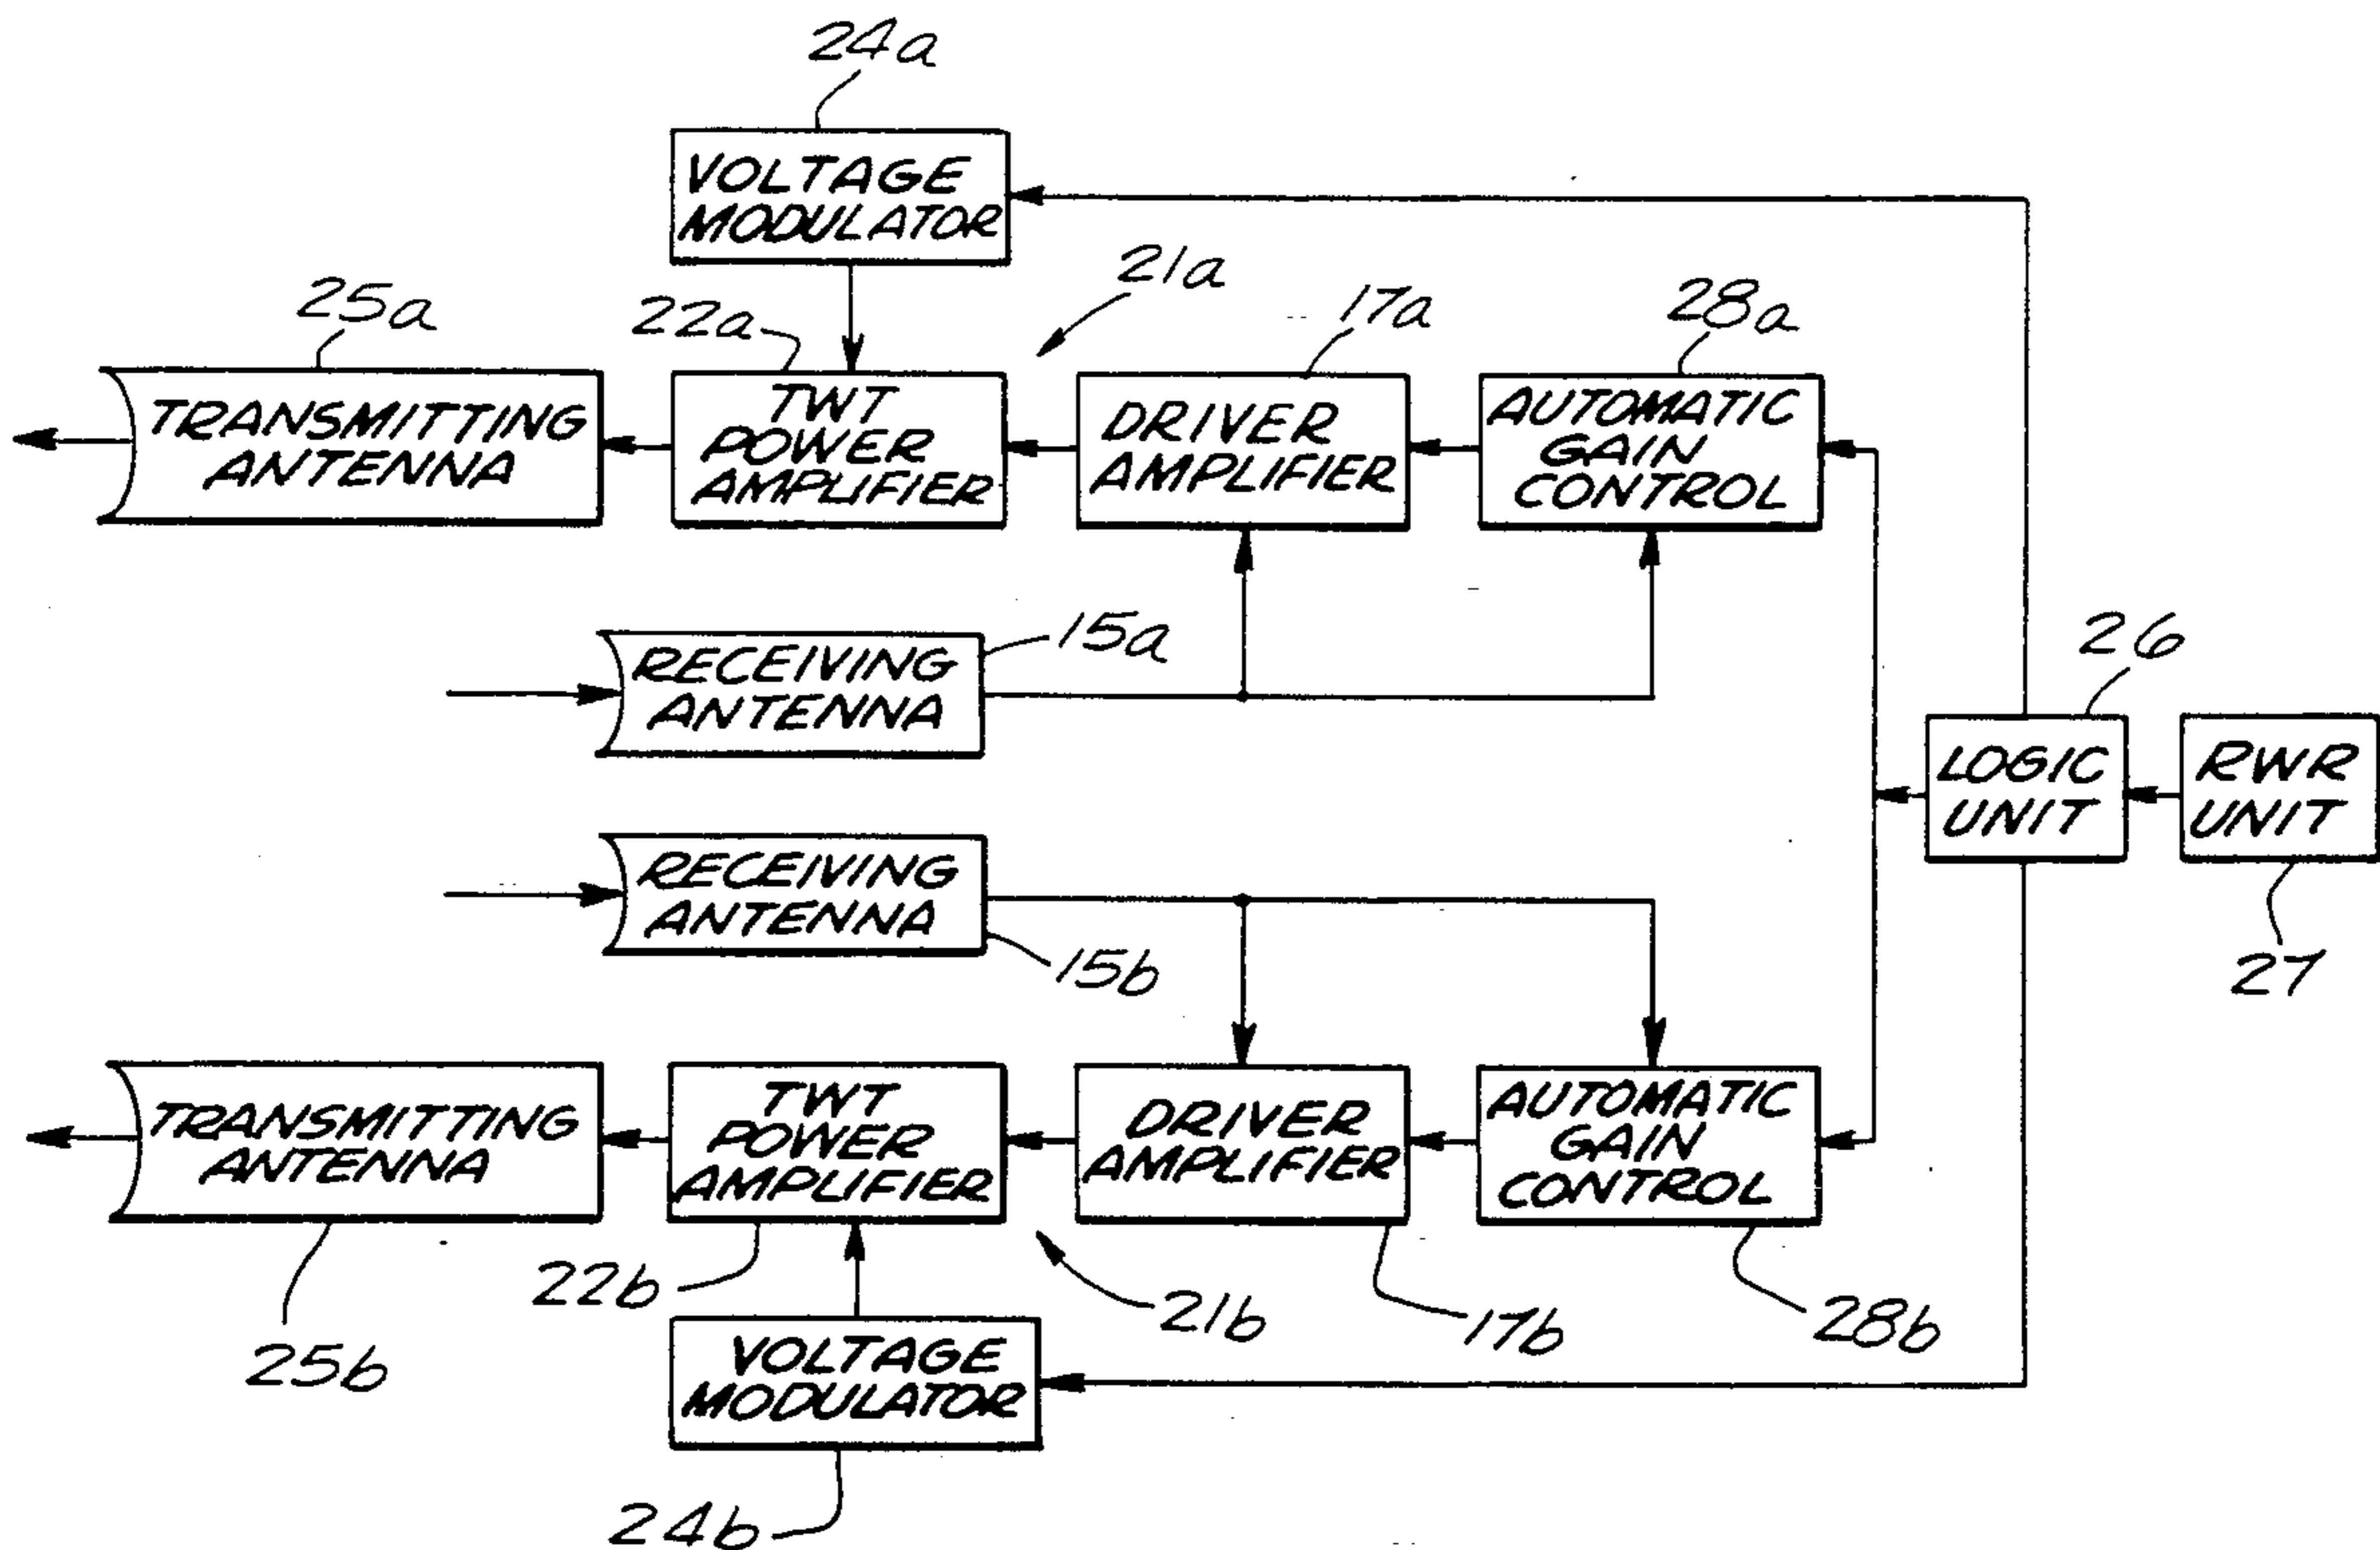 24a
VOLTAGE
MODULATOR
21a
25a
22a
17a
28a
TRANSMITTING
ANTENNA
TWT
POWER
AMPLIFIER
DRIVER
AMPLIFIER
AUTOMATIC
GAIN
CONTROL
RECEIVING
ANTENNA
15a
26
LOGIC
UNIT
RWR
UNIT
27
RECEIVING
ANTENNA
15b
TRANSMITTING
ANTENNA
TWT
POWER
AMPLIFIER
DRIVER
AMPLIFIER
AUTOMATIC
GAIN
CONTROL
22b
21b
17b
28b
25b
VOLTAGE
MODULATOR
24b